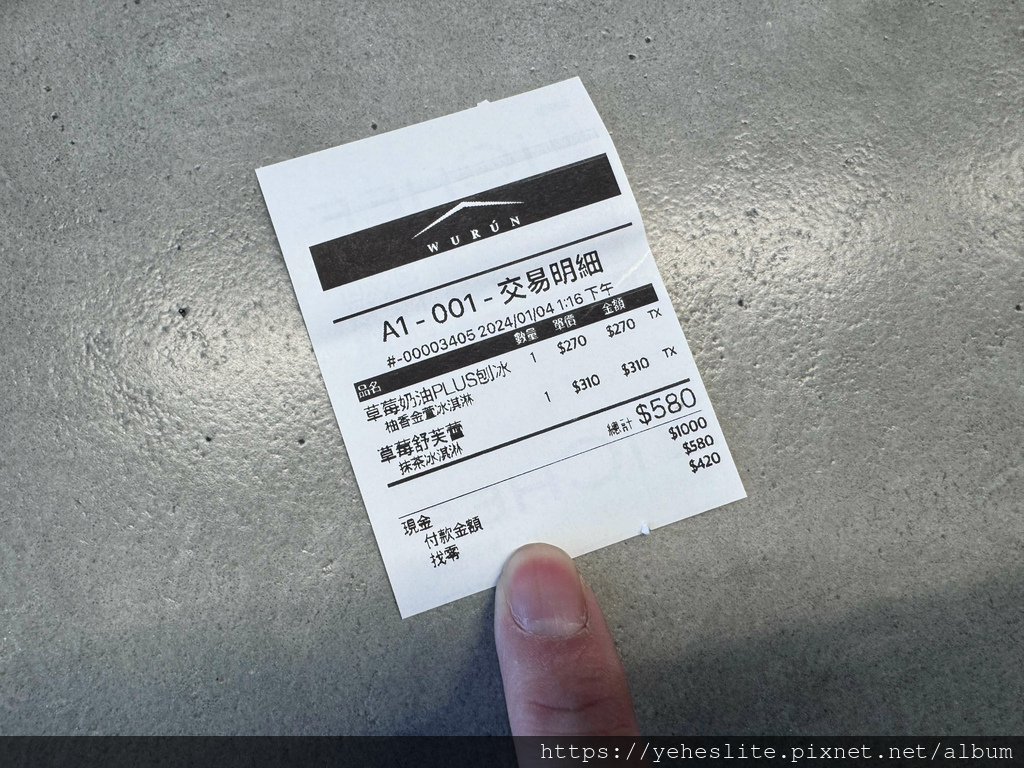 WURÚN
A1 - 001 - 交易明細
#-00003405 2024/01/04 1:16 下午
品名 數量 單價 金額
草莓奶油PLUS刨冰 1 $270 $270 TX
柚香金萱冰淇淋
草莓舒芙蕾 1 $310 $310 TX
抹茶冰淇淋
總計 $580
現金 $1000
付款金額 $580
找零 $420
https://yeheslite.pixnet.net/album